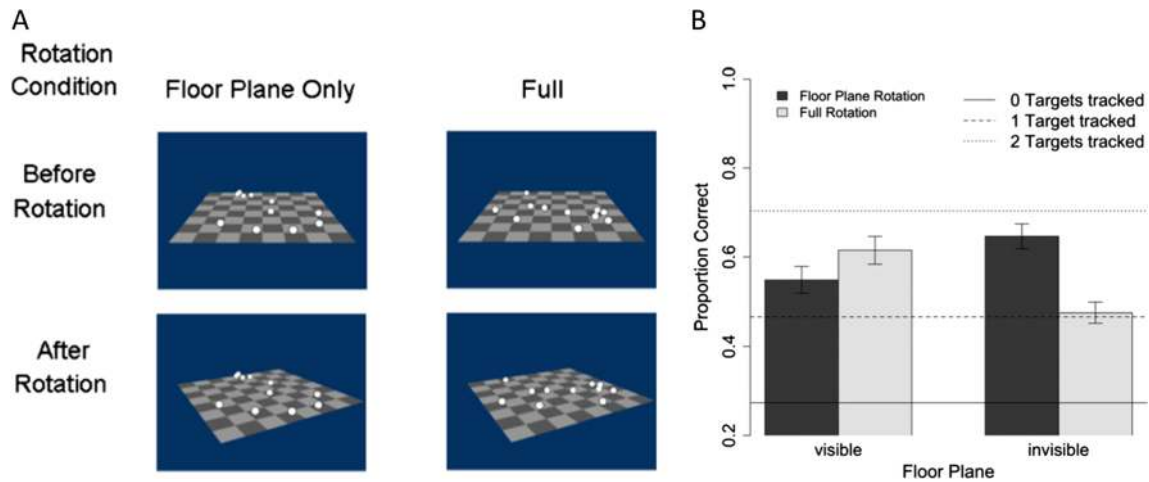 A
Rotation
Condition
Floor Plane Only
Full
Before
Rotation
After
Rotation
B
Proportion Correct
1.0
0.8
0.6
0.4
0.2
Floor Plane Rotation
Full Rotation
0 Targets tracked
1 Target tracked
2 Targets tracked
visible
invisible
Floor Plane